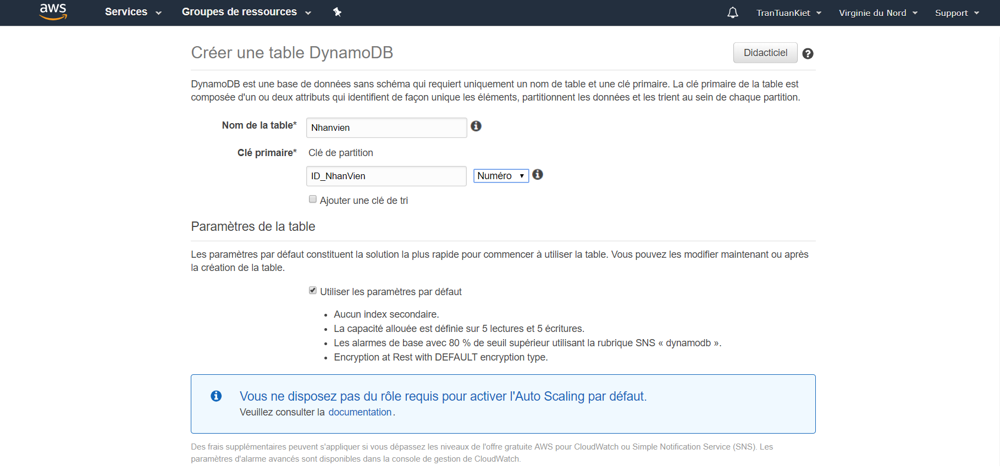 aws Services Groupes de ressources TranTuanKiet Virginie du Nord Support
Créer une table DynamoDB Didacticiel ?
DynamoDB est une base de données sans schéma qui requiert uniquement un nom de table et une clé primaire. La clé primaire de la table est
composée d'un ou deux attributs qui identifient de façon unique les éléments, partitionnent les données et les trient au sein de chaque partition.
Nom de la table* Nhanvien
Clé primaire* Clé de partition
ID_NhanVien Numéro
Ajouter une clé de tri
Paramètres de la table
Les paramètres par défaut constituent la solution la plus rapide pour commencer à utiliser la table. Vous pouvez les modifier maintenant ou après
la création de la table.
Utiliser les paramètres par défaut
• Aucun index secondaire.
• La capacité allouée est définie sur 5 lectures et 5 écritures.
• Les alarmes de base avec 80 % de seuil supérieur utilisant la rubrique SNS « dynamodb ».
• Encryption at Rest with DEFAULT encryption type.
Vous ne disposez pas du rôle requis pour activer l'Auto Scaling par défaut.
Veuillez consulter la documentation.
Des frais supplémentaires peuvent s'appliquer si vous dépassez les niveaux de l'offre gratuite AWS pour CloudWatch ou Simple Notification Service (SNS). Les
paramètres d'alarme avancés sont disponibles dans la console de gestion de CloudWatch.